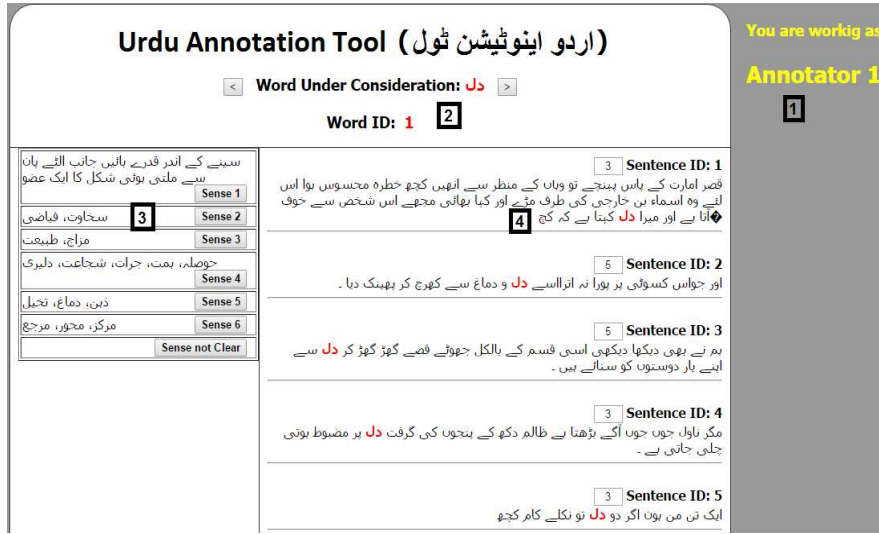 Urdu Annotation Tool (اردو اینوٹیشن ٹول)
You are workig as
Annotator 1
1
< Word Under Consideration: دل >
Word ID: 1
2
سینے کے اندر قدرے بائیں جانب الٹے پان
سے ملتی ہوئی شکل کا ایک عضو
Sense 1
سخاوت، فیاضی
3
Sense 2
مزاج، طبیعت
Sense 3
حوصلہ، ہمت، جرات، شجاعت، دلیری
Sense 4
ذہن، دماغ، تخیل
Sense 5
مرکز، محور، مرجع
Sense 6
Sense not Clear
3 Sentence ID: 1
قصر امارت کے پاس پہنچے تو وہاں کے منظر سے انھیں کچھ خطرہ محسوس ہوا اس
لئے وہ اسماء بن خارجی کی طرف مڑے اور کہا بھائی مجھے اس شخص سے خوف
�آتا ہے اور میرا دل کہتا ہے کہ کچ
4
5 Sentence ID: 2
اور جواس کسوٹی پر پورا نہ اترااسے دل و دماغ سے کھرچ کر پھینک دیا ۔
5 Sentence ID: 3
ہم نے بھی دیکھا دیکھی اسی قسم کے بالکل جھوٹے قصے گھڑ گھڑ کر دل سے
اپنے یار دوستوں کو سنائے ہیں ۔
3 Sentence ID: 4
مگر ناول جوں جوں آگے بڑھتا ہے ظالم دکھ کے پنجوں کی گرفت دل پر مضبوط ہوتی
چلی جاتی ہے ۔
3 Sentence ID: 5
ایک تن من ہوں اگر دو دل تو نکلے کام کچھ